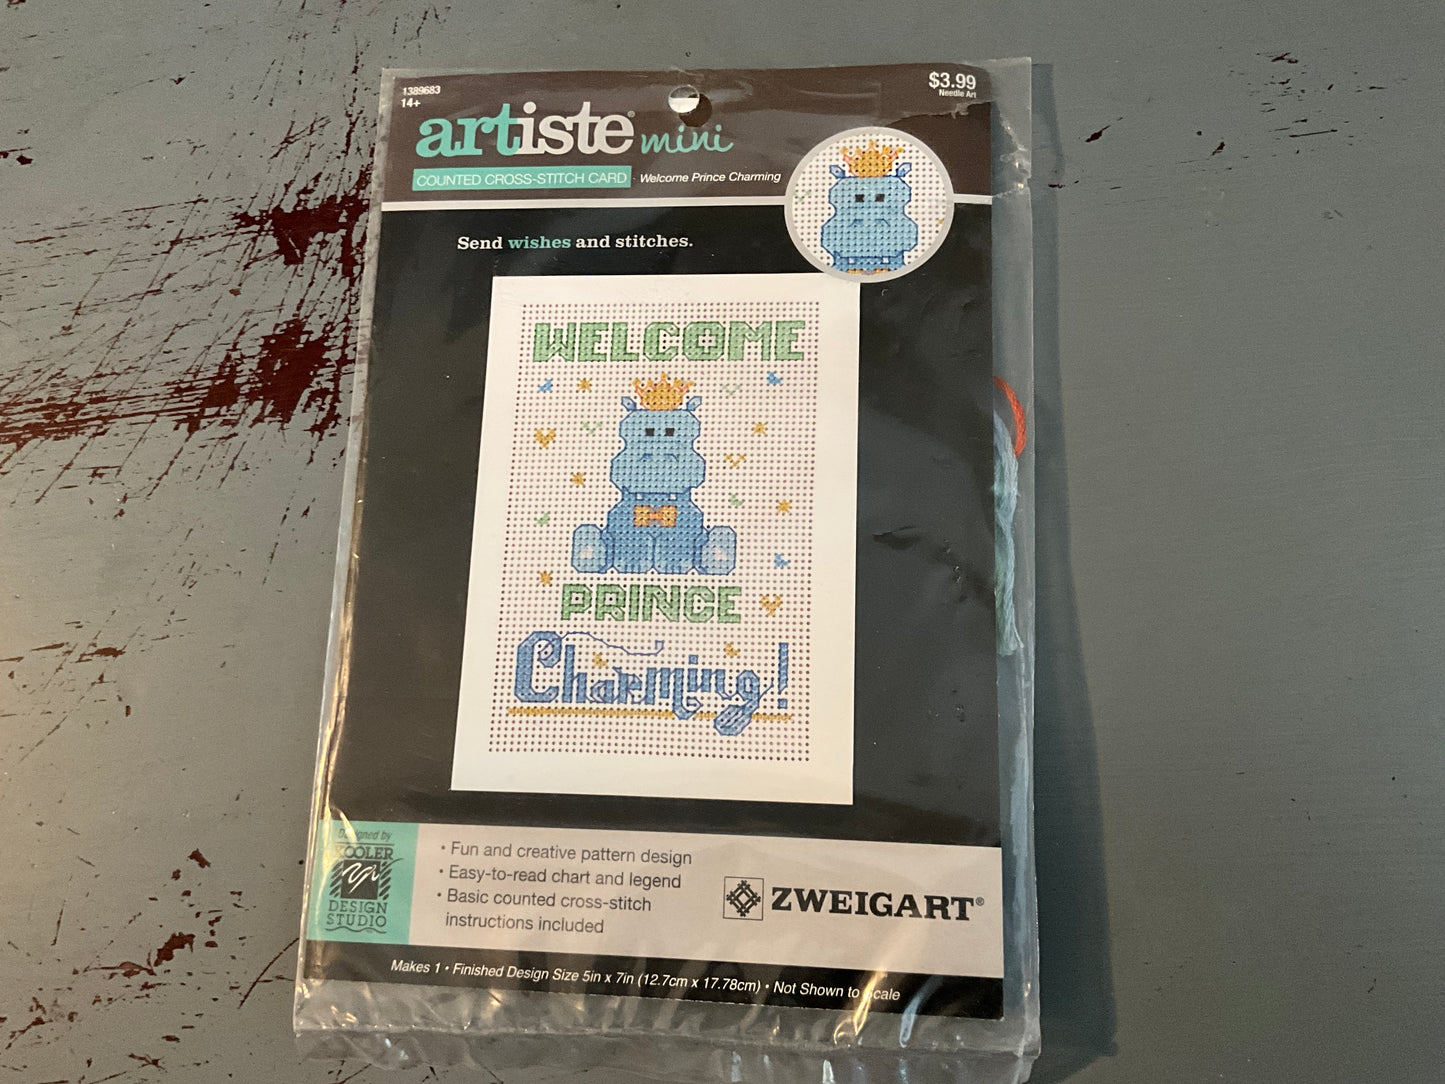 1389683
14+
$3.99
Needle Art
artiste® mini
COUNTED CROSS-STITCH CARD · Welcome Prince Charming
Send wishes and stitches.
WELCOME
PRINCE
Charming!
Designed by
KOOLER
DESIGN
STUDIO
• Fun and creative pattern design
• Easy-to-read chart and legend
• Basic counted cross-stitch
instructions included
ZWEIGART®
Makes 1 • Finished Design Size 5in x 7in (12.7cm x 17.78cm) • Not Shown to Scale